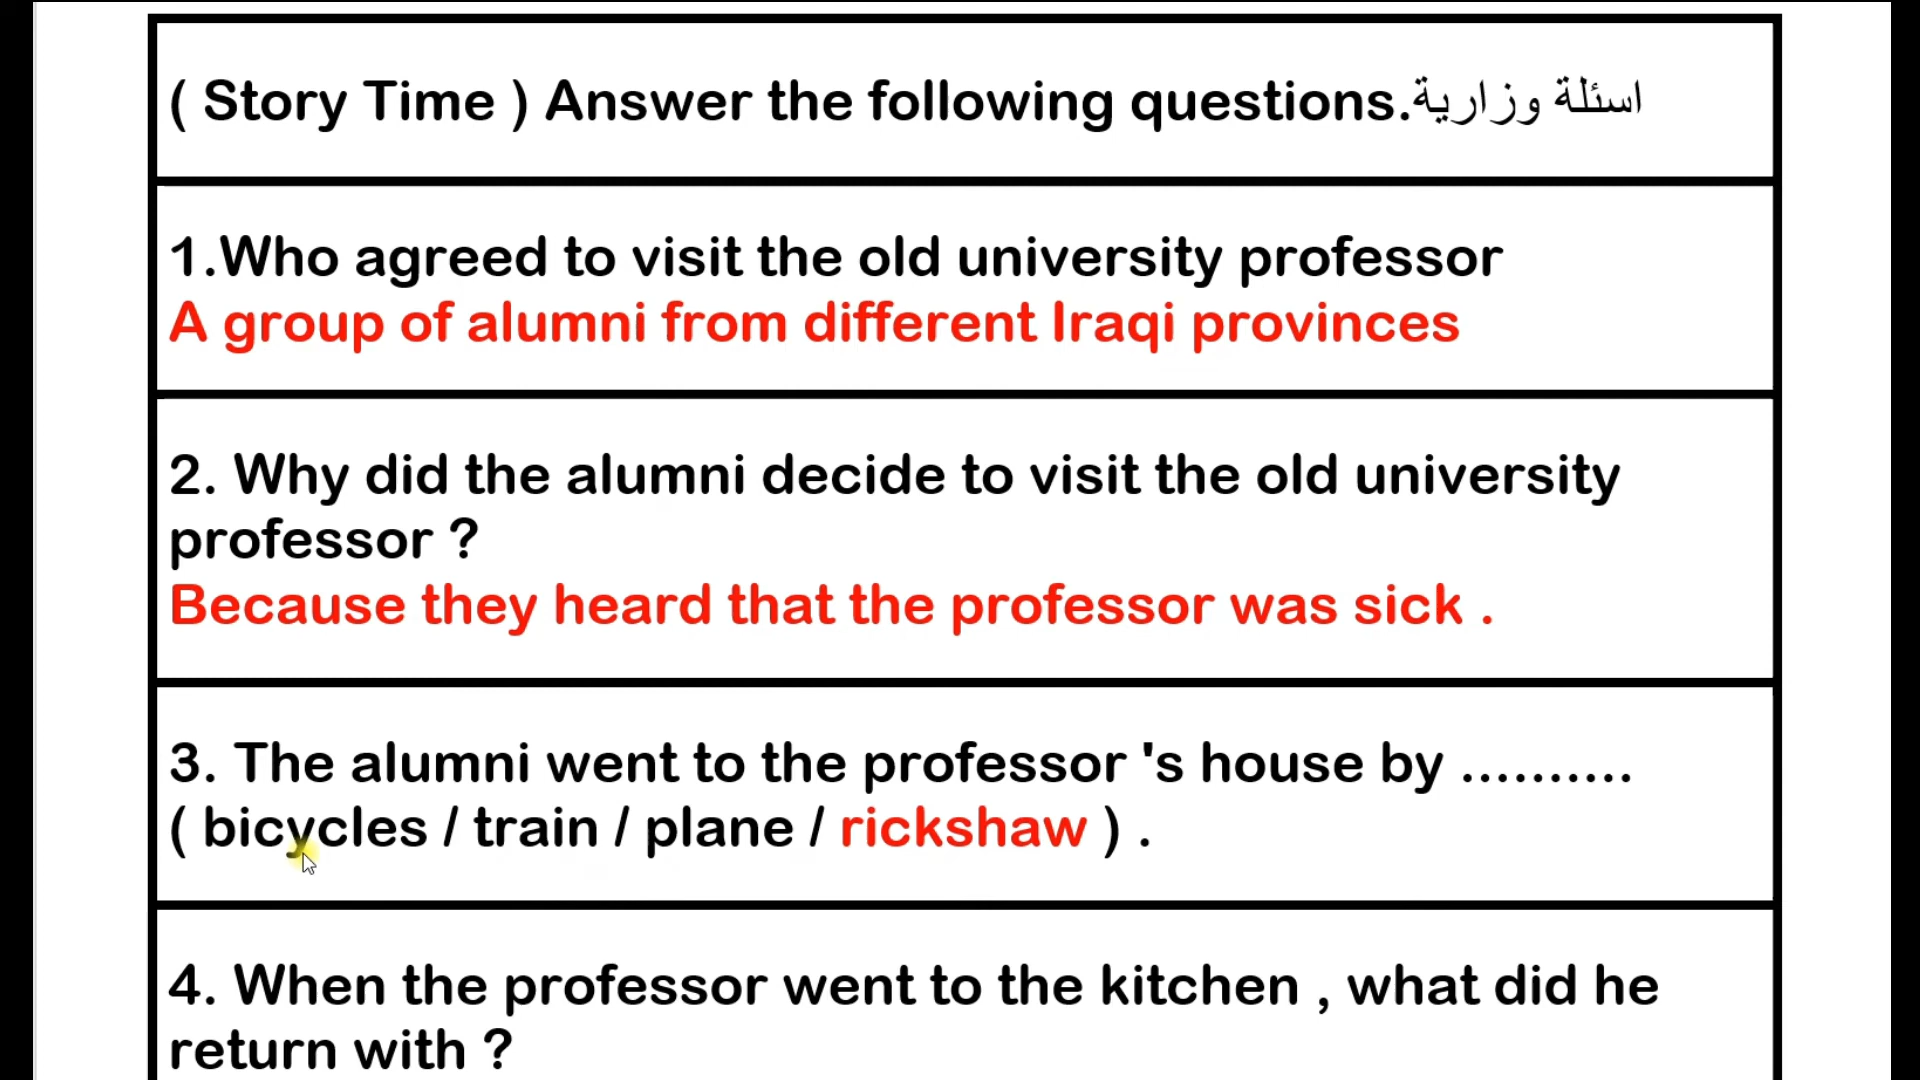 ( Story Time ) Answer the following questions.اسئلة وزارية
1.Who agreed to visit the old university professor
A group of alumni from different Iraqi provinces
2. Why did the alumni decide to visit the old university
professor ?
Because they heard that the professor was sick .
3. The alumni went to the professor 's house by ..........
( bicycles / train / plane / rickshaw ) .
4. When the professor went to the kitchen , what did he
return with ?